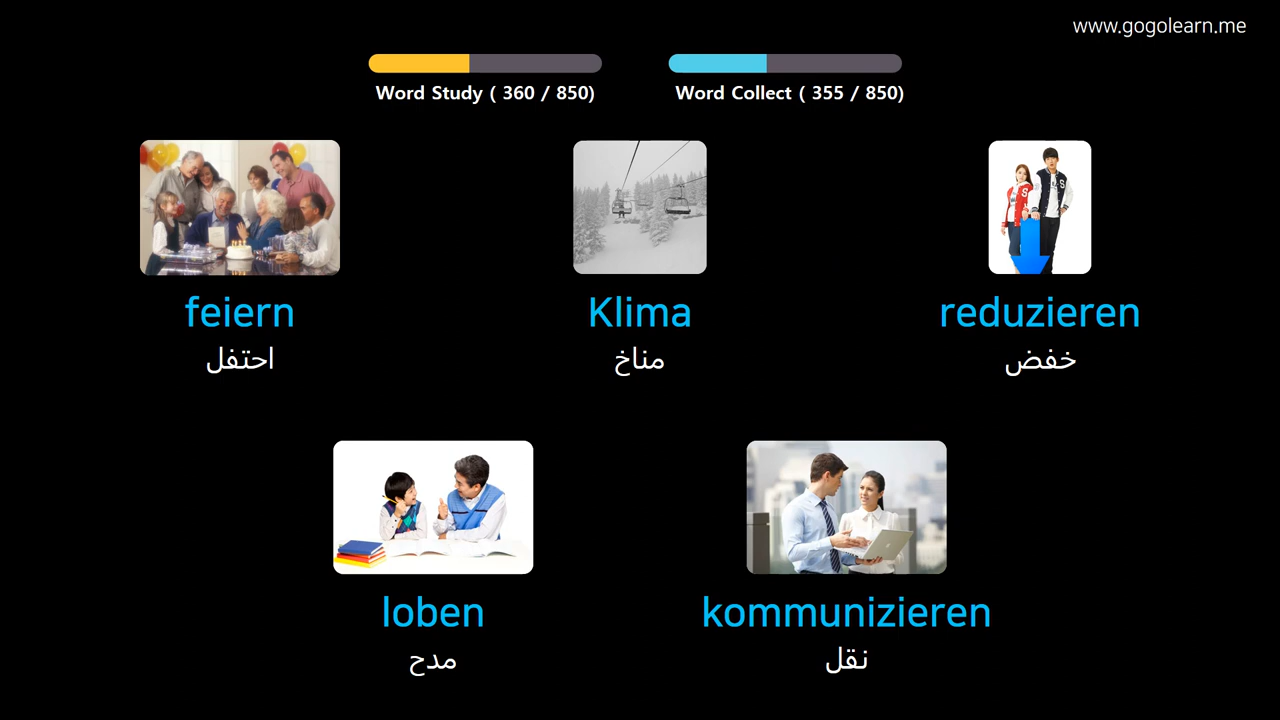 www.gogolearn.me
Word Study ( 360 / 850)
Word Collect ( 355 / 850)
feiern
احتفل
Klima
مناخ
reduzieren
خفض
loben
مدح
kommunizieren
نقل